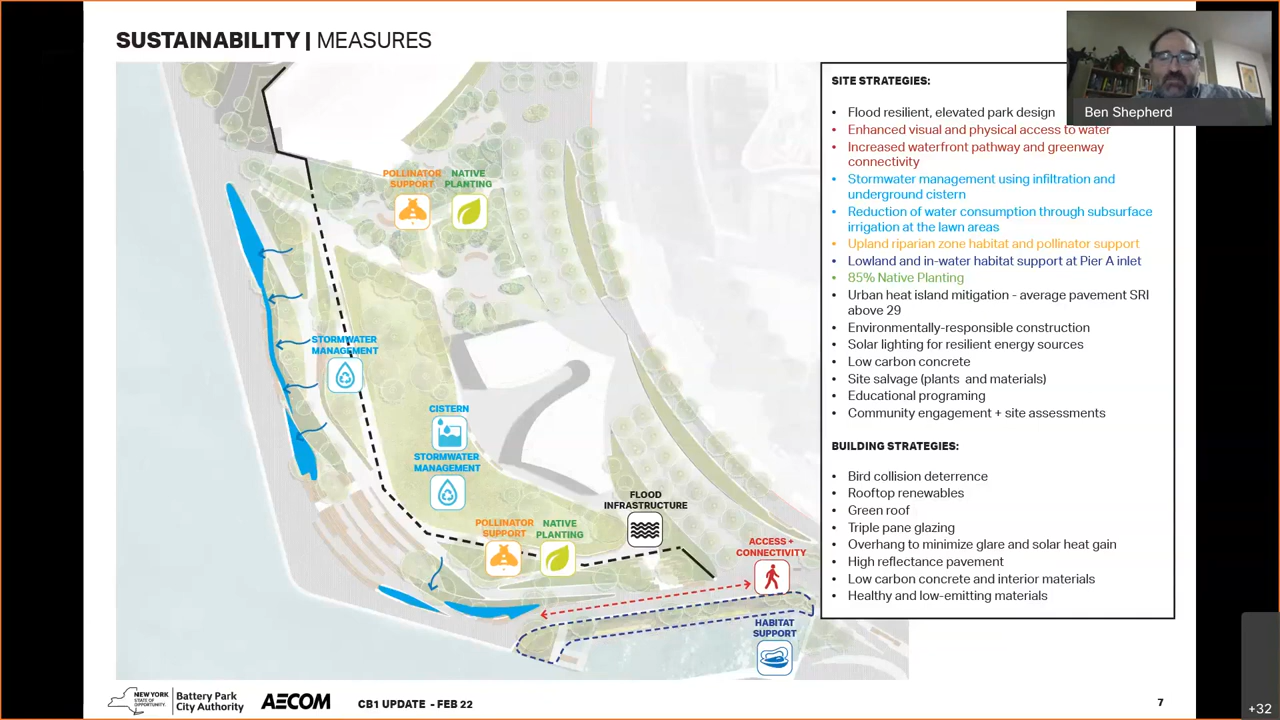 SUSTAINABILITY | MEASURES
SITE STRATEGIES:
• Flood resilient, elevated park design
• Enhanced visual and physical access to water
• Increased waterfront pathway and greenway
connectivity
• Stormwater management using infiltration and
underground cistern
• Reduction of water consumption through subsurface
irrigation at the lawn areas
• Upland riparian zone habitat and pollinator support
• Lowland and in-water habitat support at Pier A inlet
• 85% Native Planting
• Urban heat island mitigation - average pavement SRI
above 29
• Environmentally-responsible construction
• Solar lighting for resilient energy sources
• Low carbon concrete
• Site salvage (plants and materials)
• Educational programing
• Community engagement + site assessments
BUILDING STRATEGIES:
• Bird collision deterrence
• Rooftop renewables
• Green roof
• Triple pane glazing
• Overhang to minimize glare and solar heat gain
• High reflectance pavement
• Low carbon concrete and interior materials
• Healthy and low-emitting materials
Ben Shepherd
POLLINATOR
SUPPORT
NATIVE
PLANTING
STORMWATER
MANAGEMENT
CISTERN
STORMWATER
MANAGEMENT
FLOOD
INFRASTRUCTURE
POLLINATOR
SUPPORT
NATIVE
PLANTING
ACCESS +
CONNECTIVITY
HABITAT
SUPPORT
NEW YORK
STATE OF
OPPORTUNITY.
Battery Park
City Authority
AECOM
CB1 UPDATE - FEB 22
7
+32